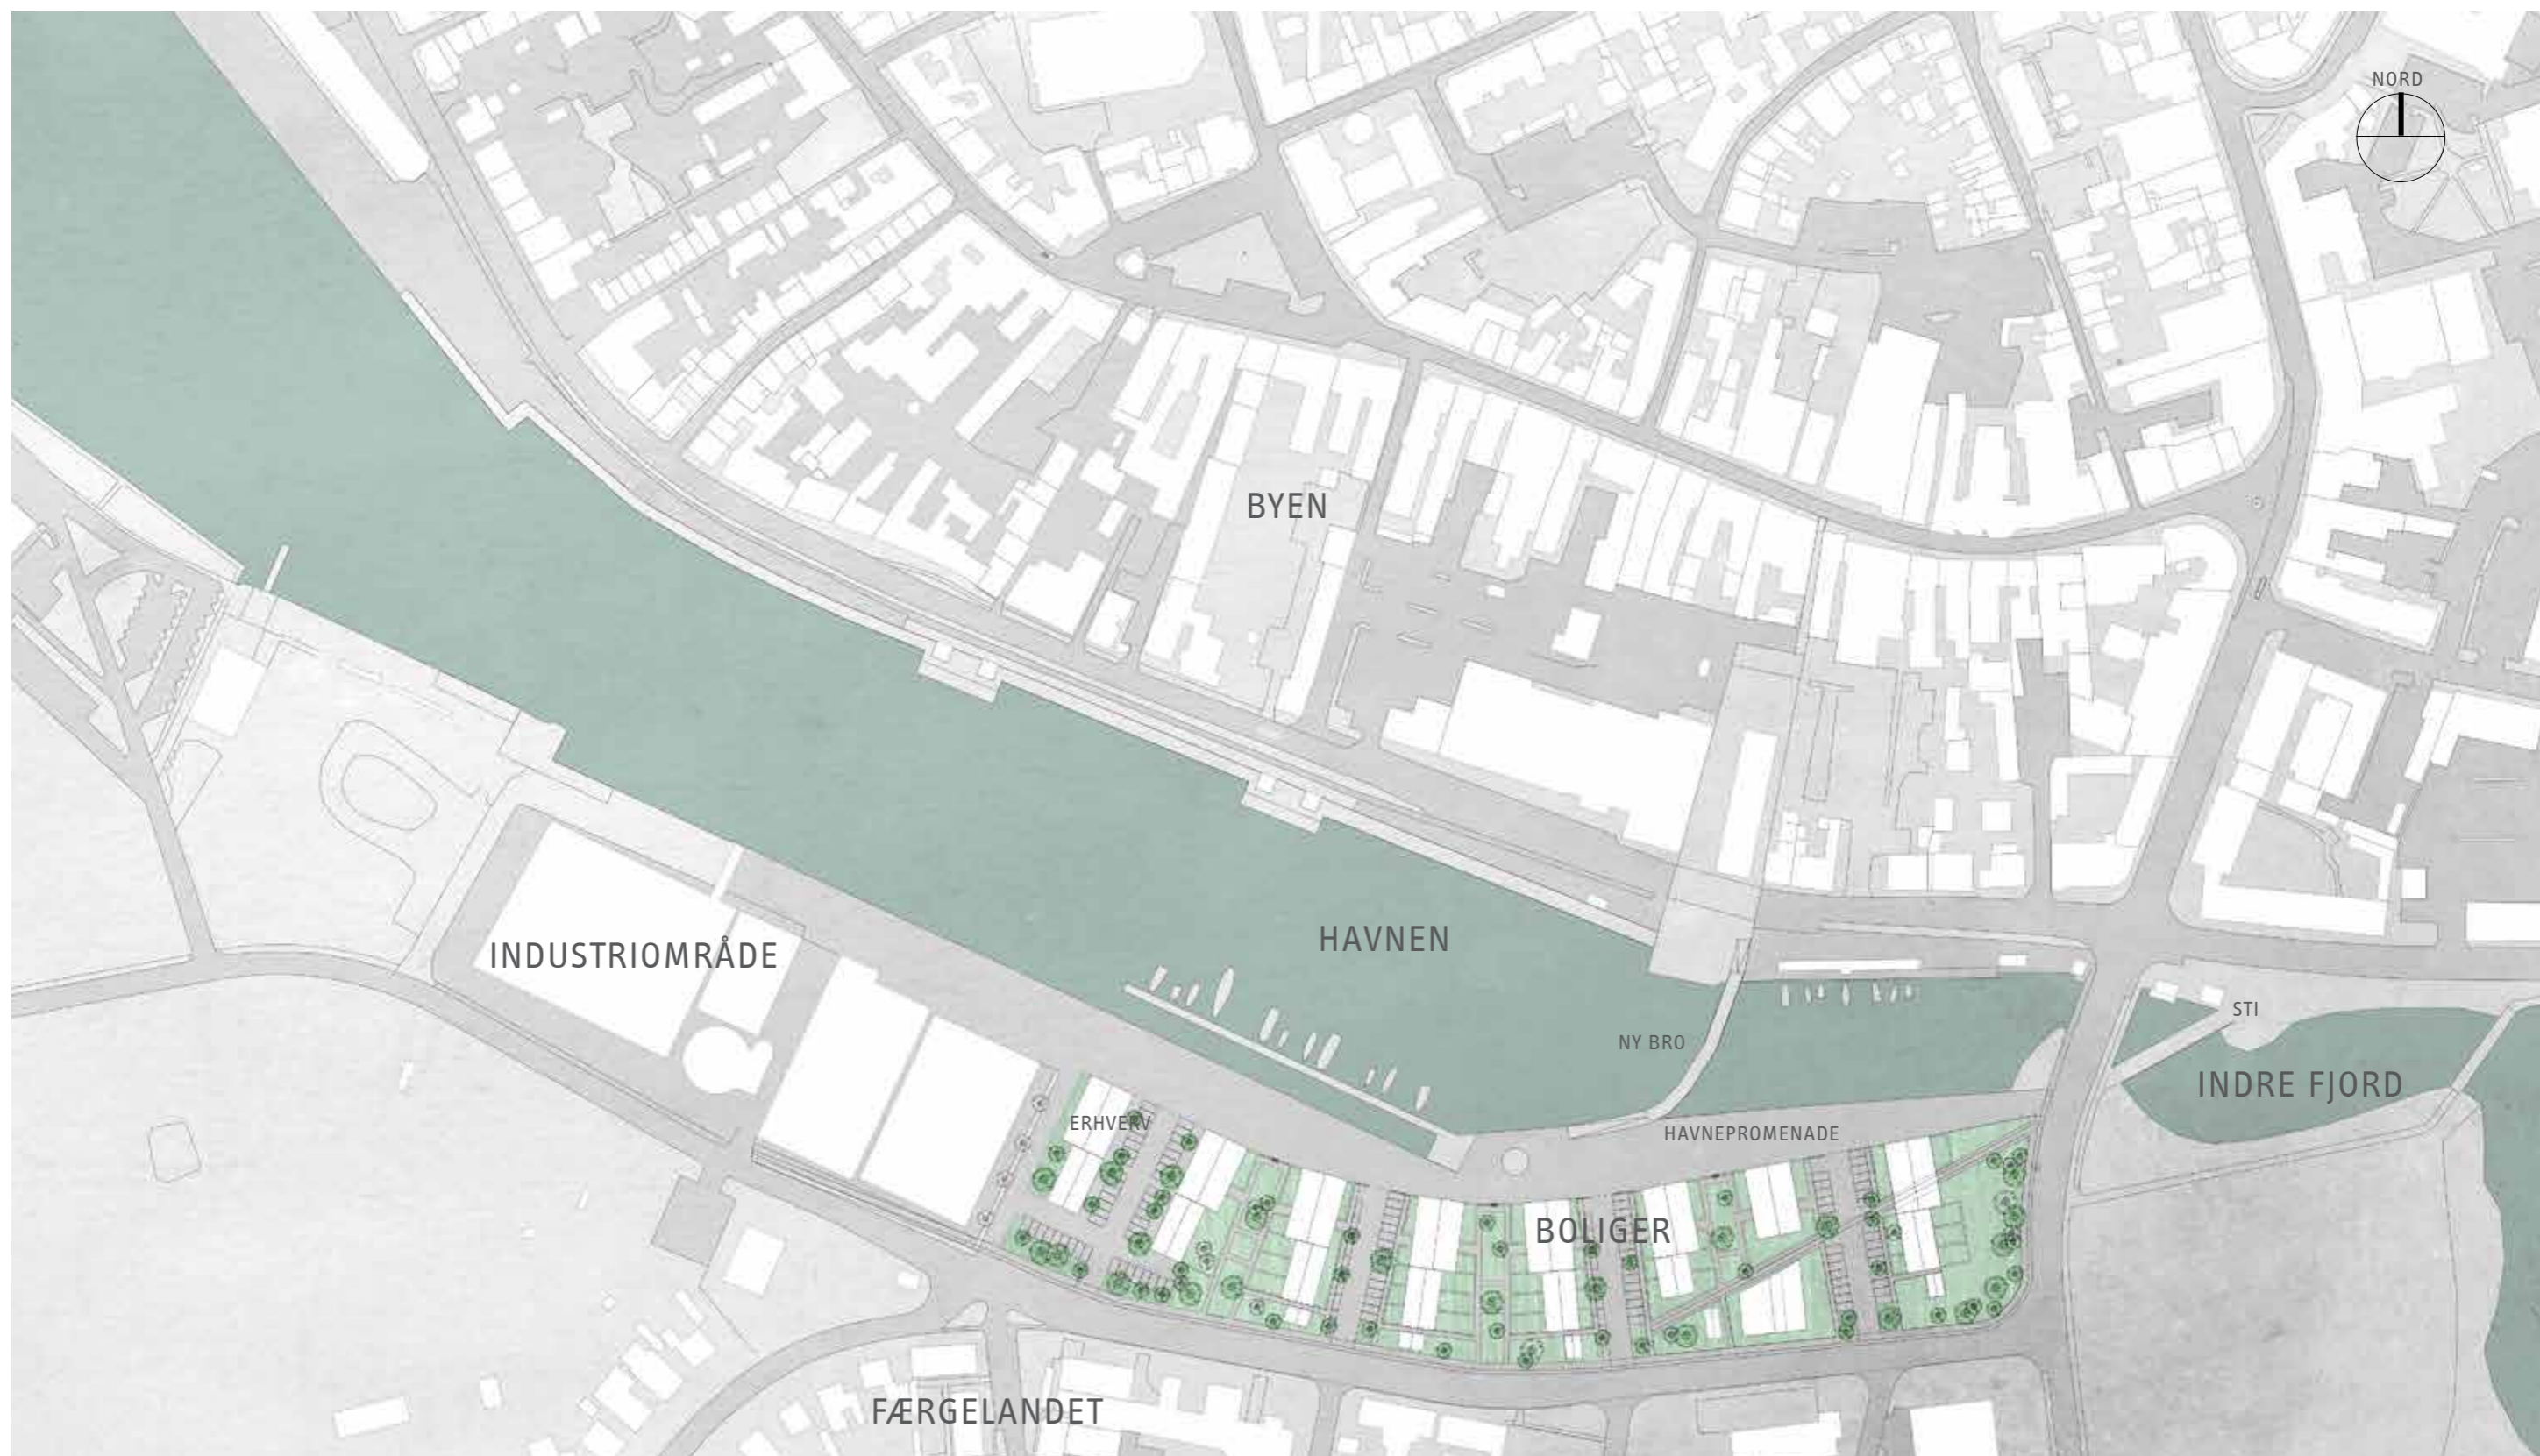 NORD
BYEN
HAVNEN
INDUSTRIOMRÅDE
STI
NY BRO
INDRE FJORD
ERHVERV
HAVNEPROMENADE
BOLIGER
FÆRGELANDET